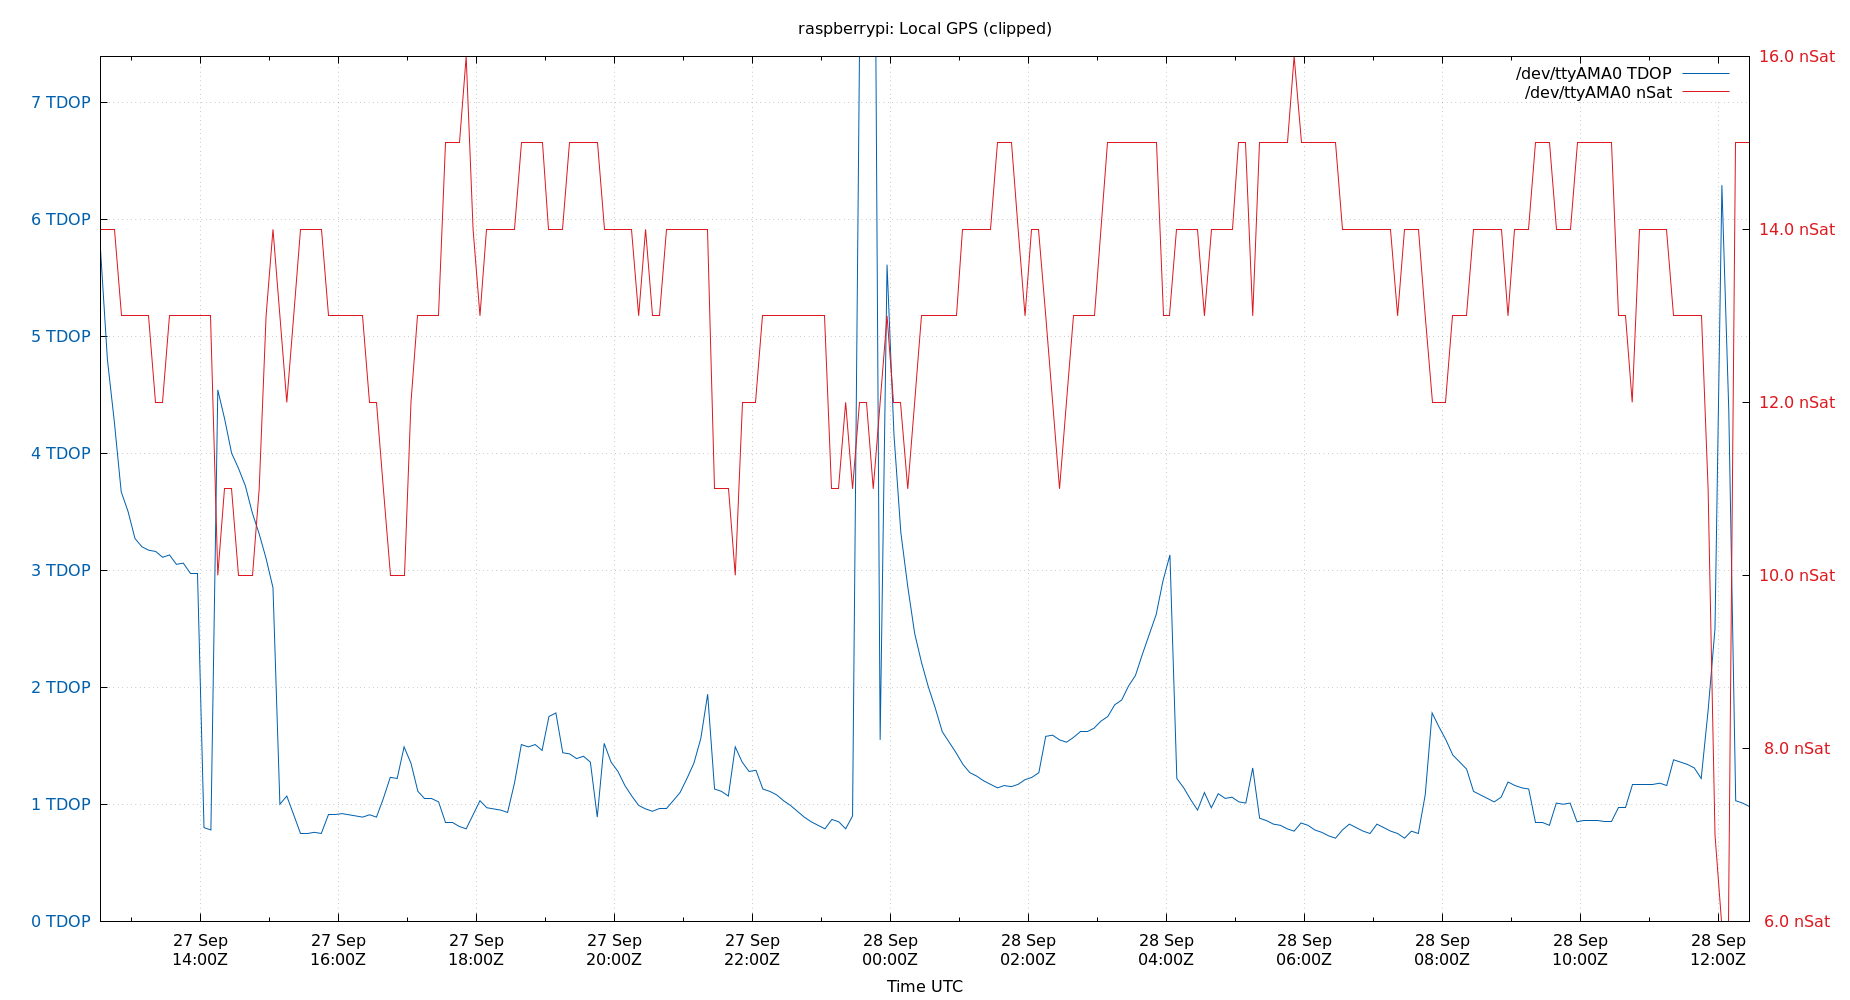 raspberrypi: Local GPS (clipped)
/dev/ttyAMA0 TDOP
/dev/ttyAMA0 nSat
7 TDOP
6 TDOP
5 TDOP
4 TDOP
3 TDOP
2 TDOP
1 TDOP
0 TDOP
16.0 nSat
14.0 nSat
12.0 nSat
10.0 nSat
8.0 nSat
6.0 nSat
27 Sep 27 Sep 27 Sep 27 Sep 27 Sep 28 Sep 28 Sep 28 Sep 28 Sep 28 Sep 28 Sep 28 Sep
14:00Z 16:00Z 18:00Z 20:00Z 22:00Z 00:00Z 02:00Z 04:00Z 06:00Z 08:00Z 10:00Z 12:00Z
Time UTC